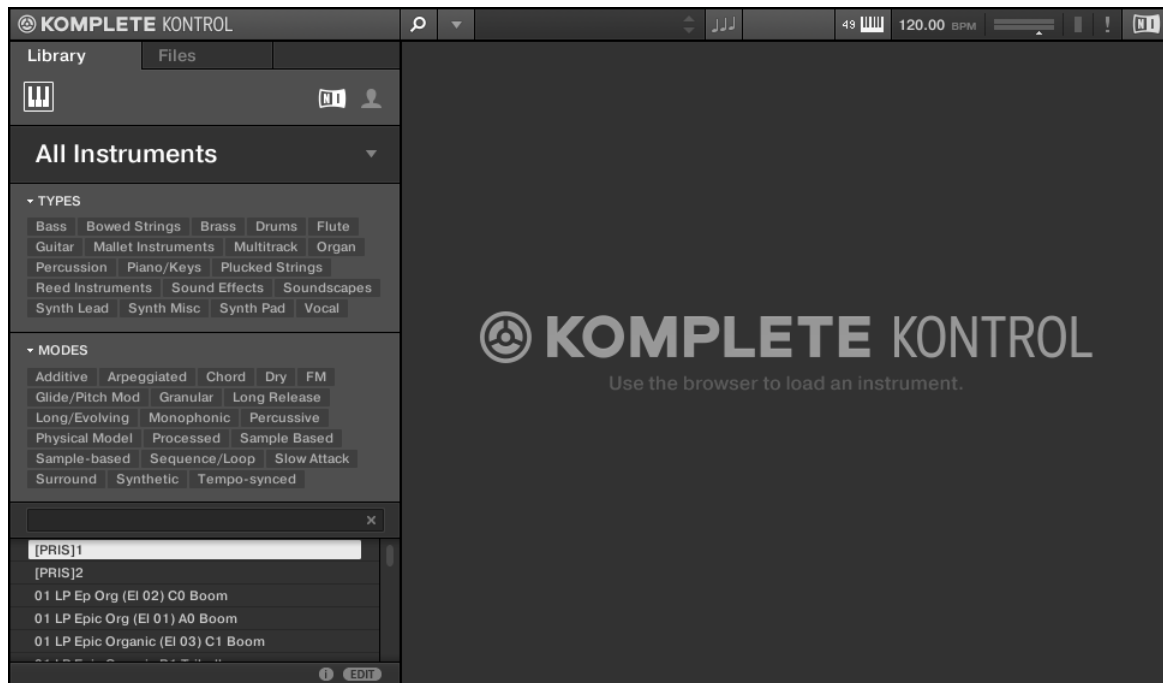 KOMPLETE KONTROL
49
120.00 BPM
!
NI
Library
Files
NI
All Instruments
TYPES
Bass Bowed Strings Brass Drums Flute
Guitar Mallet Instruments Multitrack Organ
Percussion Piano/Keys Plucked Strings
Reed Instruments Sound Effects Soundscapes
Synth Lead Synth Misc Synth Pad Vocal
MODES
Additive Arpeggiated Chord Dry FM
Glide/Pitch Mod Granular Long Release
Long/Evolving Monophonic Percussive
Physical Model Processed Sample Based
Sample-based Sequence/Loop Slow Attack
Surround Synthetic Tempo-synced
[PRIS]1
[PRIS]2
01 LP Ep Org (El 02) C0 Boom
01 LP Epic Org (El 01) A0 Boom
01 LP Epic Organic (El 03) C1 Boom
i EDIT
KOMPLETE KONTROL
Use the browser to load an instrument.